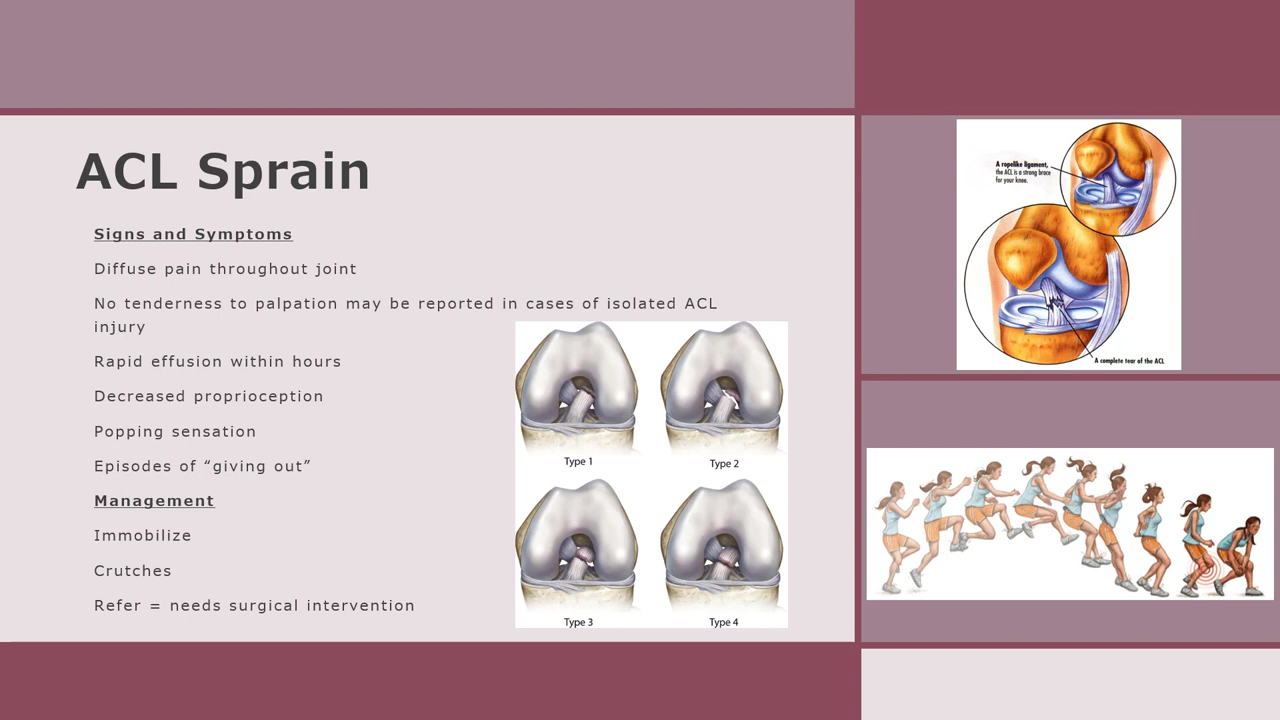 ACL Sprain
Signs and Symptoms
Diffuse pain throughout joint
No tenderness to palpation may be reported in cases of isolated ACL
injury
Rapid effusion within hours
Decreased proprioception
Popping sensation
Episodes of “giving out”
Management
Immobilize
Crutches
Refer = needs surgical intervention
Type 1
Type 2
Type 3
Type 4
A ropelike ligament,
the ACL is a strong brace
for your knee.
A complete tear of the ACL